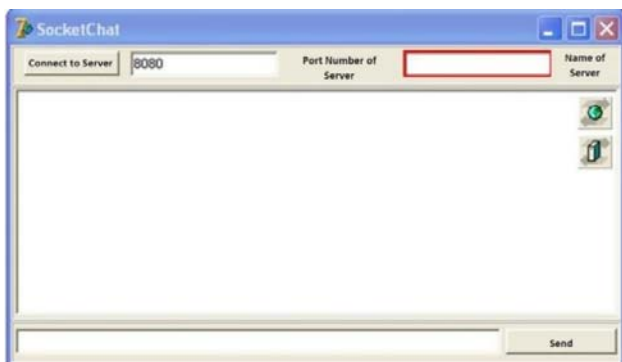 SocketChat
Connect to Server
8080
Port Number of
Server
Name of
Server
Send